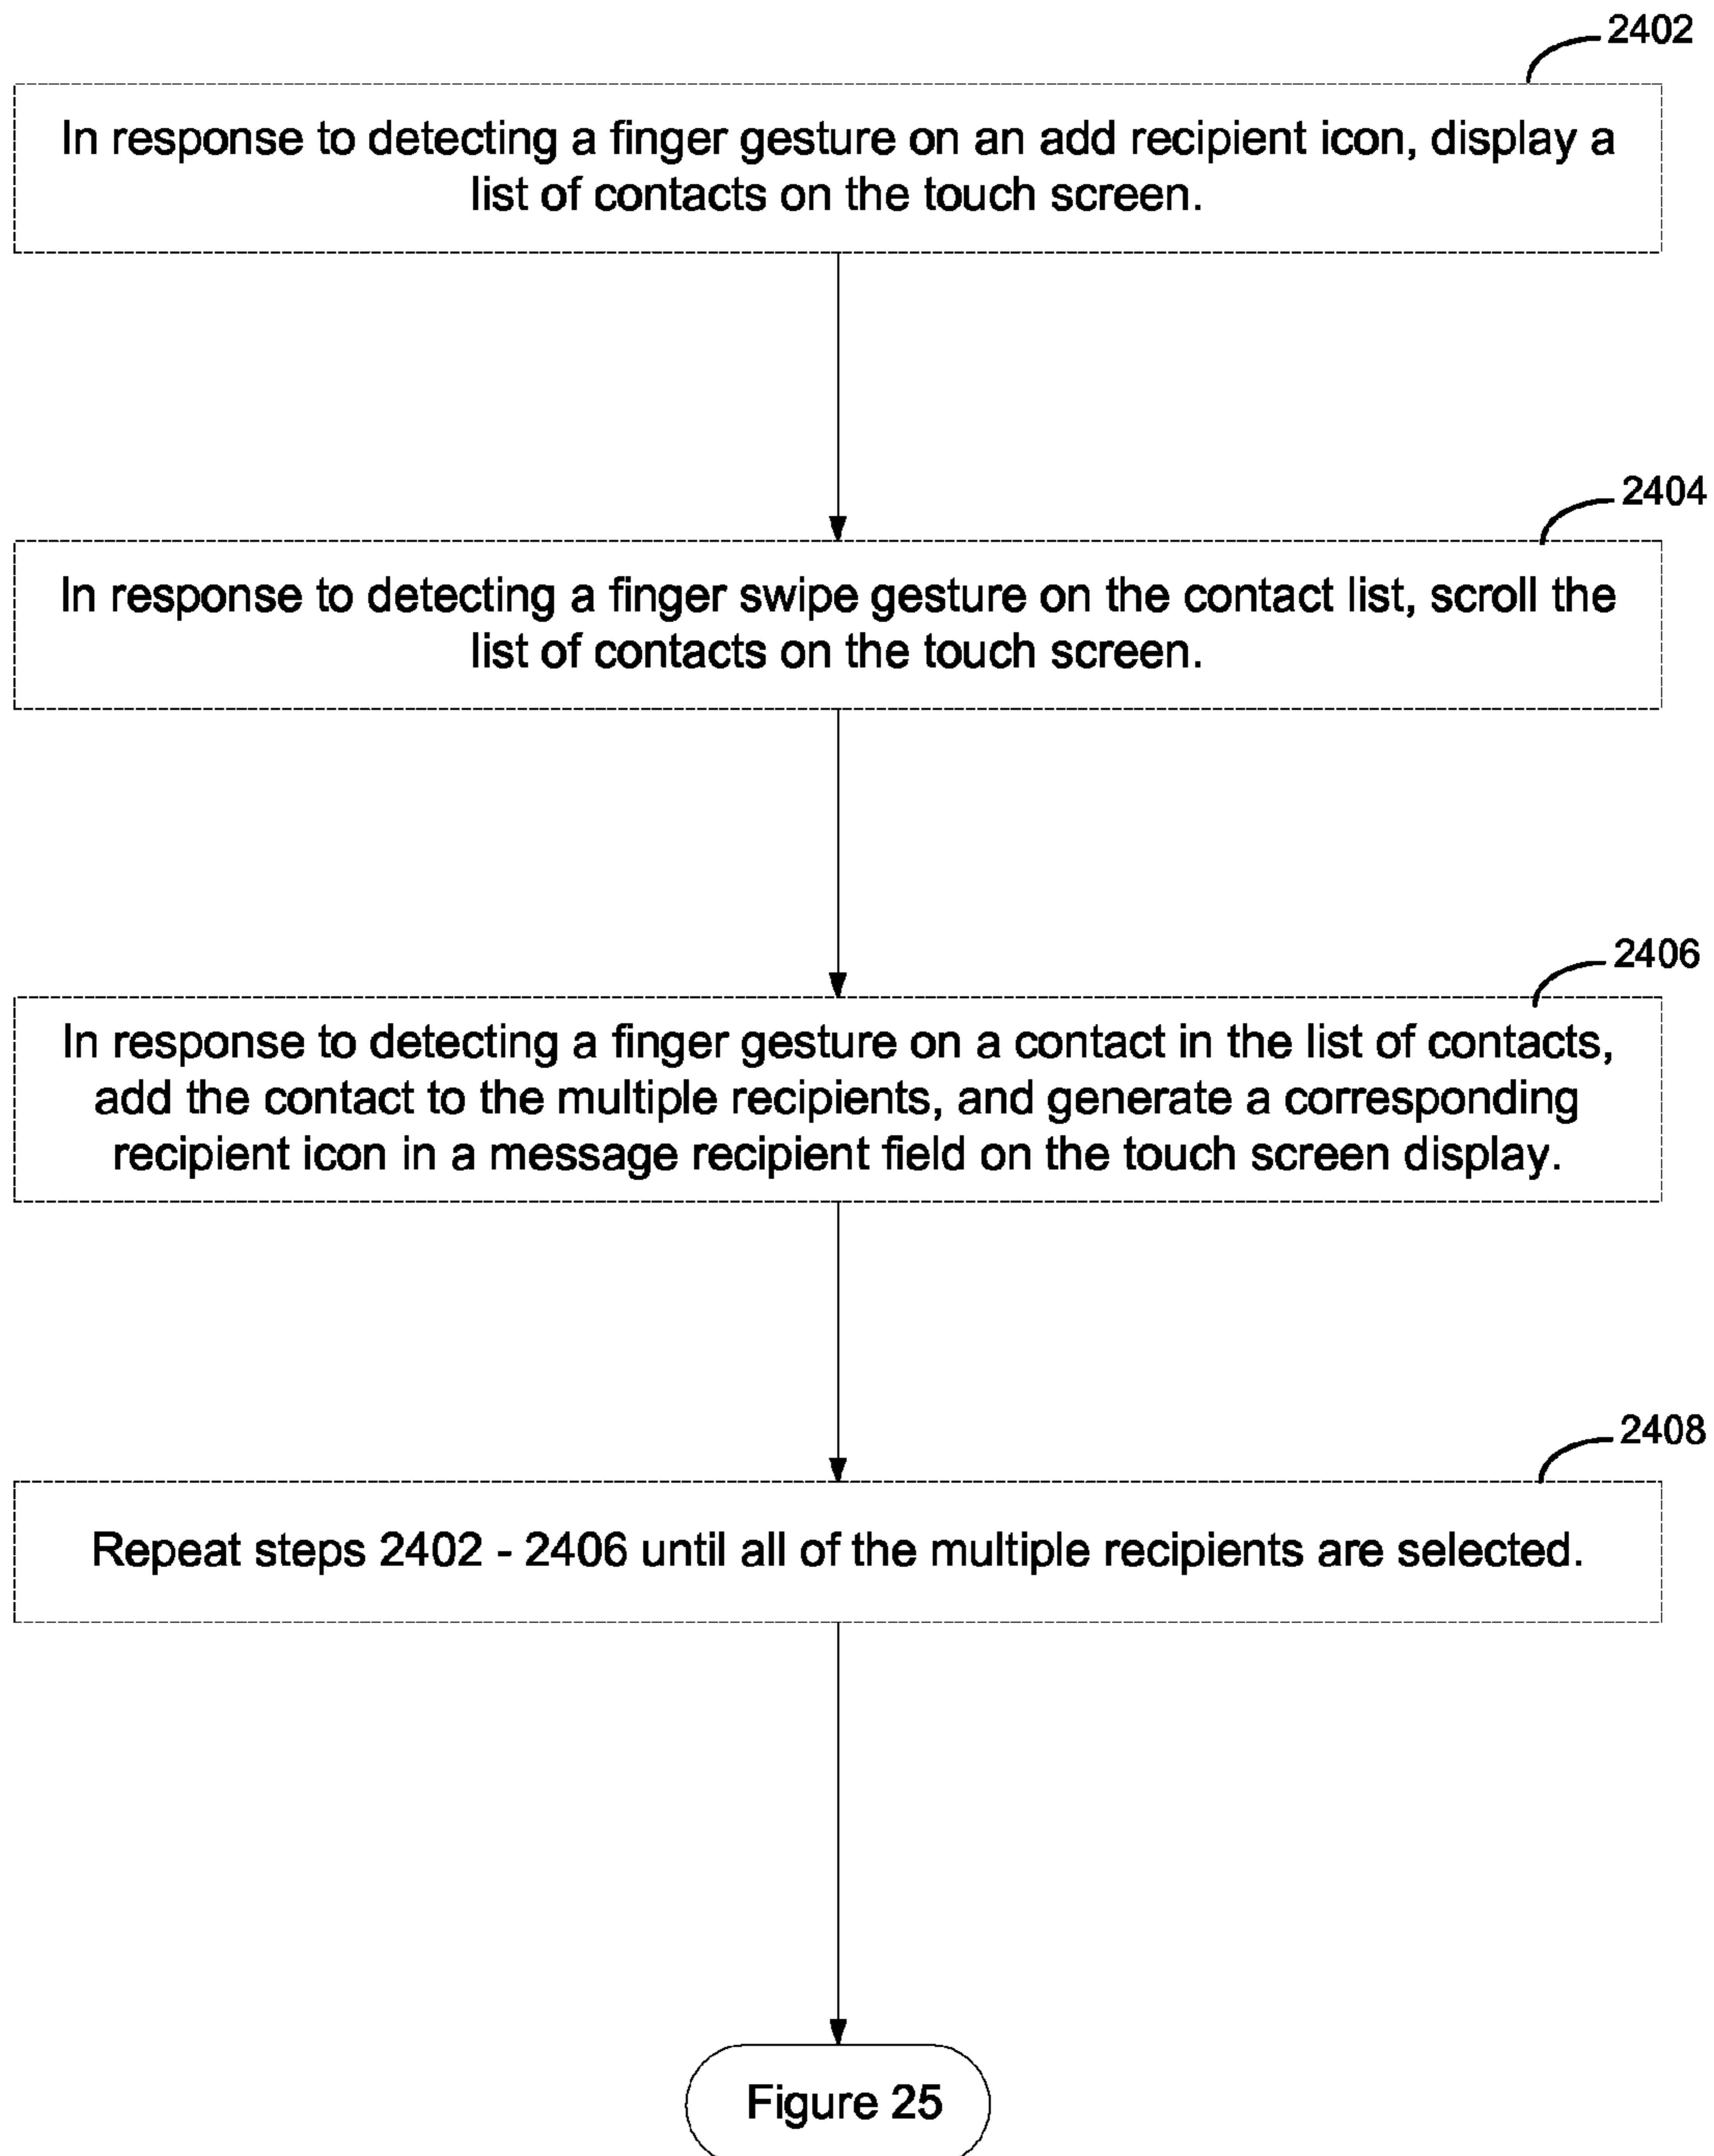 2402
In response to detecting a finger gesture on an add recipient icon, display a
list of contacts on the touch screen.
2404
In response to detecting a finger swipe gesture on the contact list, scroll the
list of contacts on the touch screen.
2406
In response to detecting a finger gesture on a contact in the list of contacts,
add the contact to the multiple recipients, and generate a corresponding
recipient icon in a message recipient field on the touch screen display.
2408
Repeat steps 2402 - 2406 until all of the multiple recipients are selected.
Figure 25